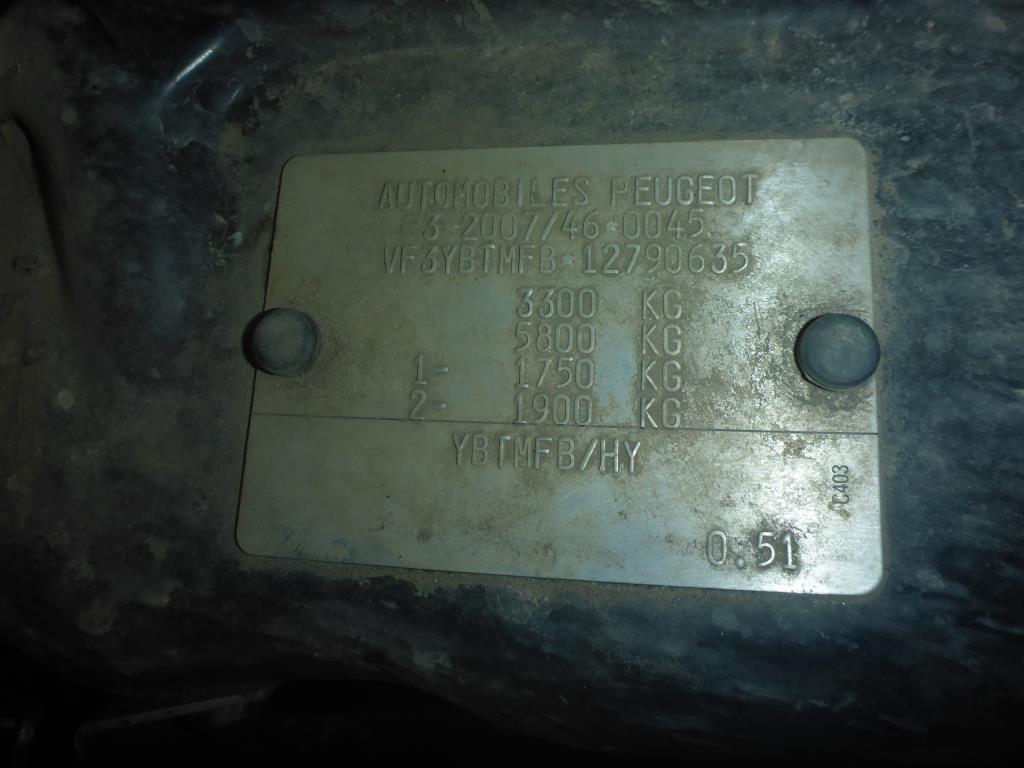 AUTOMOBILES PEUGEOT
3*2007/46*0045
VF3YBTMFB*12790635
3300 KG
5800 KG
1- 1750 KG
2- 1900 KG
YBTMFB/HY
C403
0.51